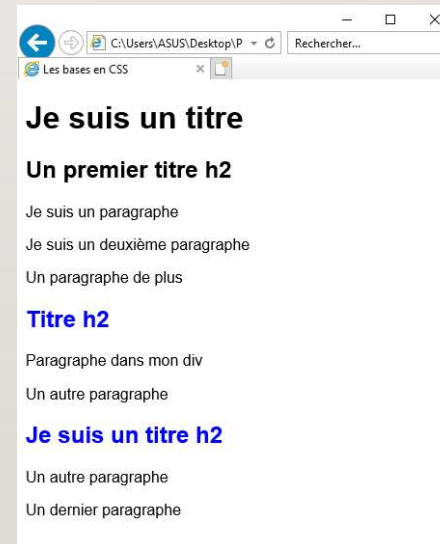 C:\Users\ASUS\Desktop\P
Rechercher...
Les bases en CSS
Je suis un titre
Un premier titre h2
Je suis un paragraphe
Je suis un deuxième paragraphe
Un paragraphe de plus
Titre h2
Paragraphe dans mon div
Un autre paragraphe
Je suis un titre h2
Un autre paragraphe
Un dernier paragraphe